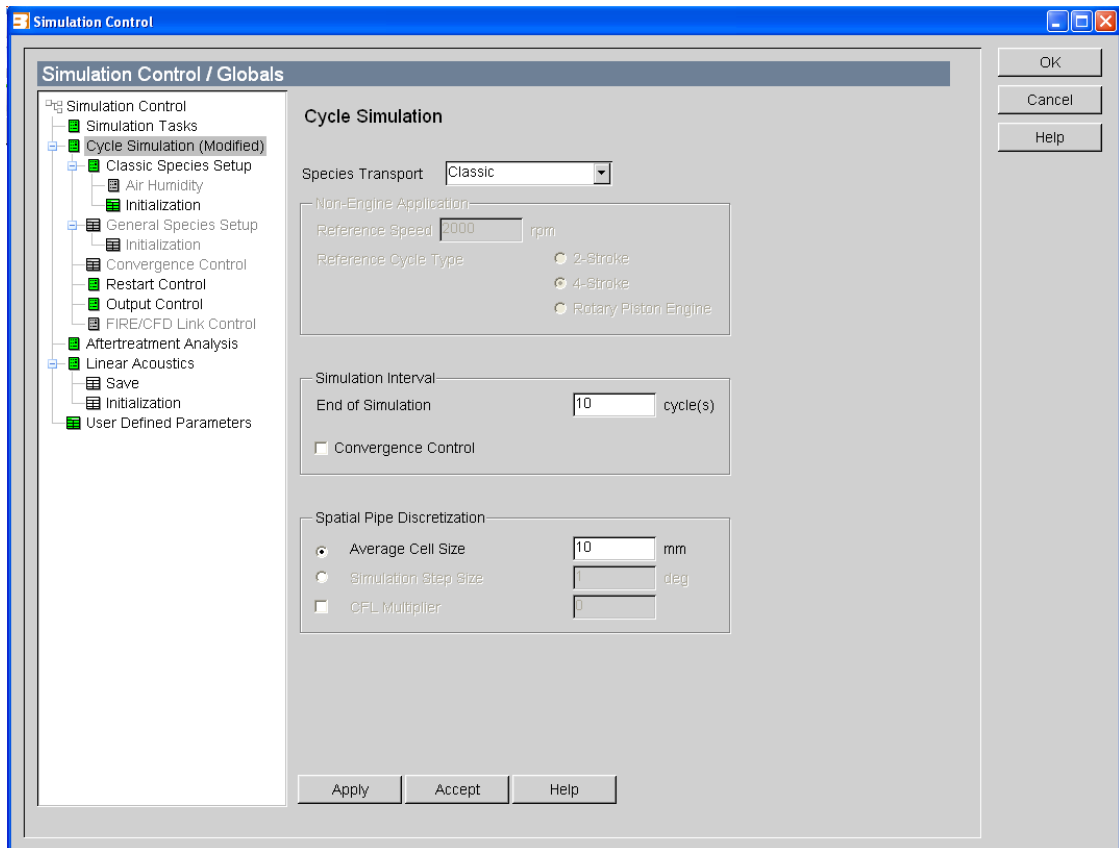 Simulation Control
Simulation Control / Globals
Simulation Control
Simulation Tasks
Cycle Simulation (Modified)
Classic Species Setup
Air Humidity
Initialization
General Species Setup
Initialization
Convergence Control
Restart Control
Output Control
FIRE/CFD Link Control
Aftertreatment Analysis
Linear Acoustics
Save
Initialization
User Defined Parameters
Cycle Simulation
Species Transport Classic
Non-Engine Application
Reference Speed 2000 rpm
Reference Cycle Type 2-Stroke
4-Stroke
Rotary Piston Engine
Simulation Interval
End of Simulation 10 cycle(s)
Convergence Control
Spatial Pipe Discretization
Average Cell Size 10 mm
Simulation Step Size 1 deg
CFL Multiplier 0
Apply Accept Help
OK
Cancel
Help